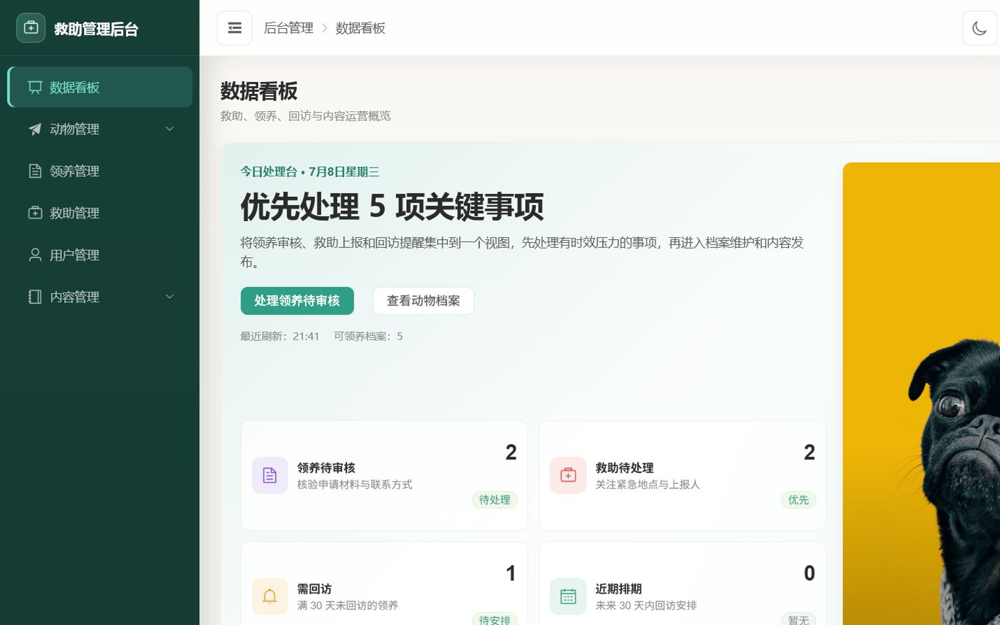 救助管理后台
数据看板
动物管理
领养管理
救助管理
用户管理
内容管理
后台管理 > 数据看板
数据看板
救助、领养、回访与内容运营概览
今日处理台 • 7月8日星期三
优先处理 5 项关键事项
将领养审核、救助上报和回访提醒集中到一个视图，先处理有时效压力的事项，再进入档案维护和内容发
布。
处理领养待审核
查看动物档案
最近刷新：21:41 可领养档案：5
2
领养待审核
核验申请材料与联系方式
待处理
2
救助待处理
关注紧急地点与上报人
优先
1
需回访
满 30 天未回访的领养
待安排
0
近期排期
未来 30 天内回访安排
暂无